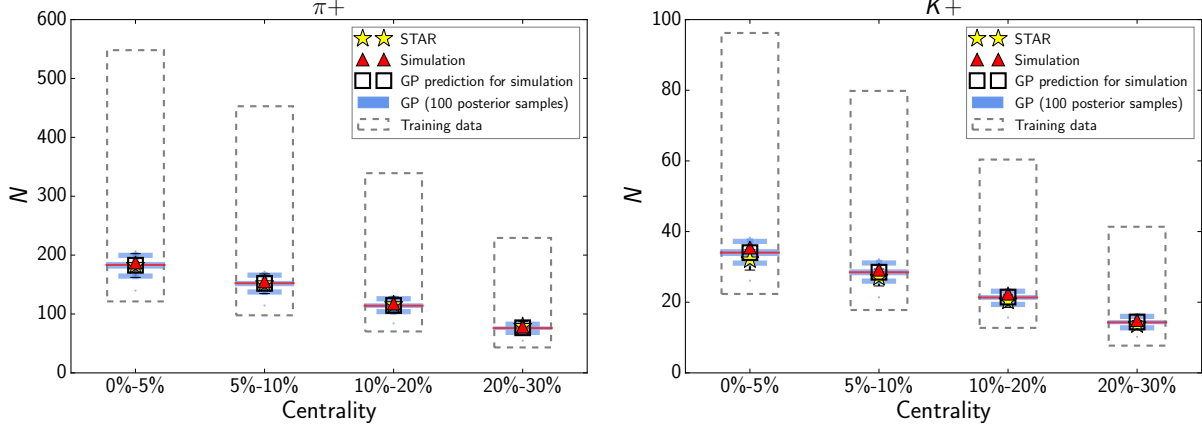 π+
600
500
400
300
200
100
0
N
STAR
Simulation
GP prediction for simulation
GP (100 posterior samples)
Training data
0%-5%
5%-10%
10%-20%
20%-30%
Centrality
K+
100
80
60
40
20
0
N
STAR
Simulation
GP prediction for simulation
GP (100 posterior samples)
Training data
0%-5%
5%-10%
10%-20%
20%-30%
Centrality